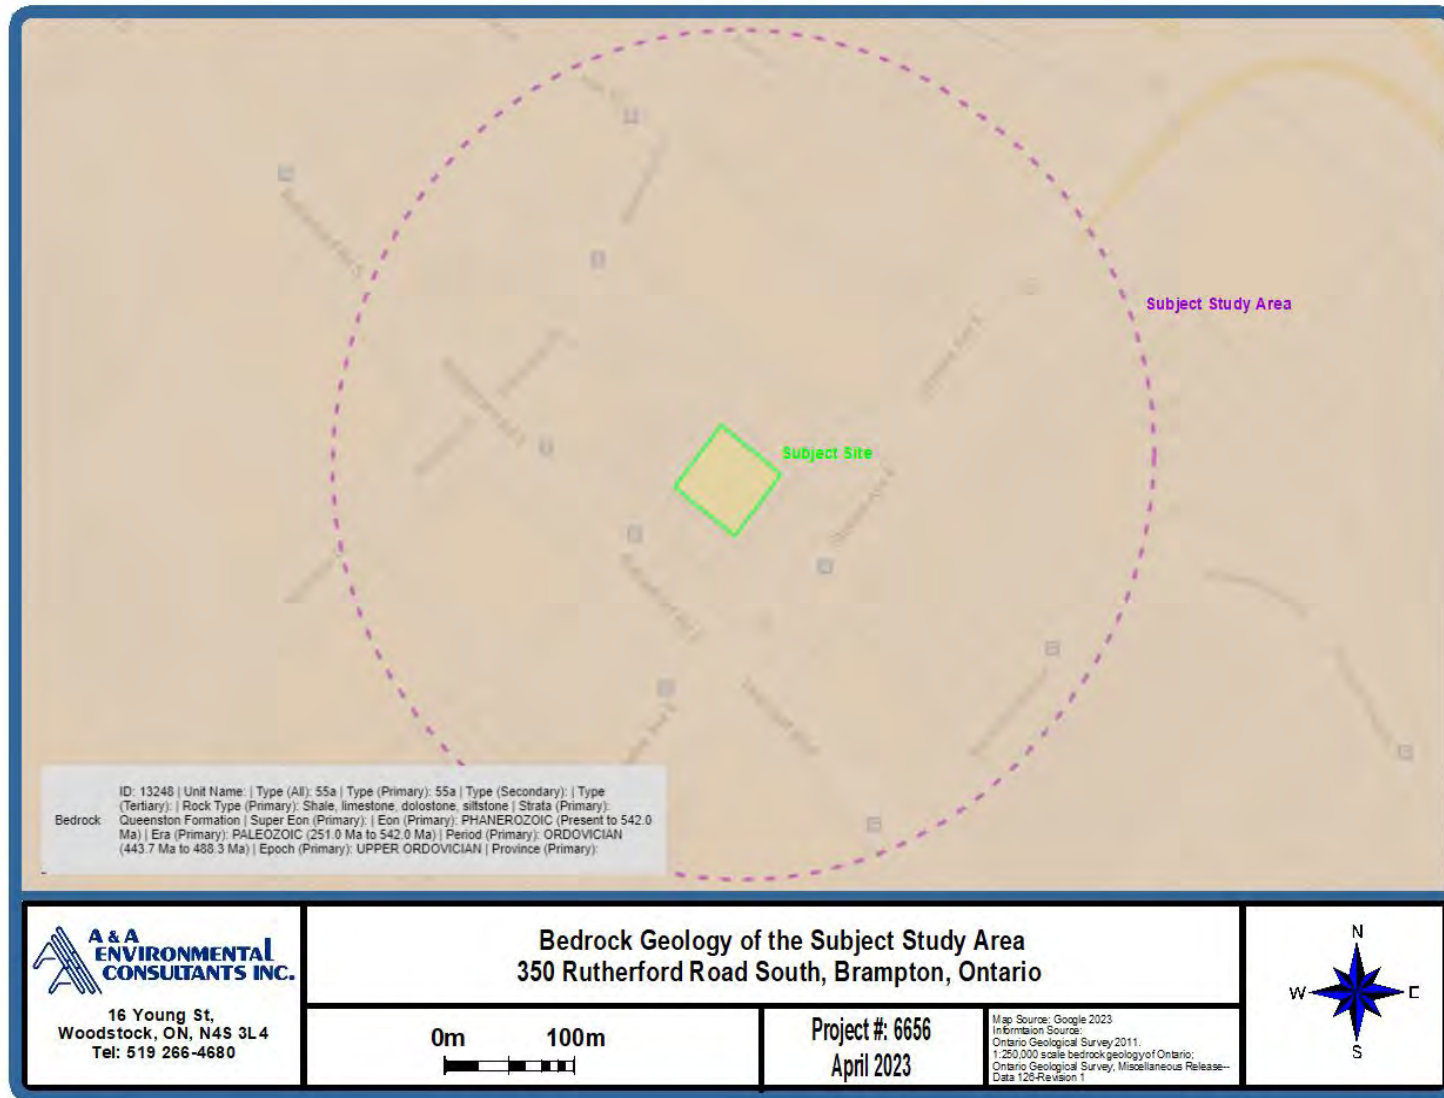 Subject Study Area
Subject Site
Bedrock
ID: 13248 | Unit Name: | Type (All): 55a | Type (Primary): 55a | Type (Secondary): | Type
(Tertiary): | Rock Type (Primary): Shale, limestone, dolostone, siltstone | Strata (Primary):
Queenston Formation | Super Eon (Primary): | Eon (Primary): PHANEROZOIC (Present to 542.0
Ma) | Era (Primary): PALEOZOIC (251.0 Ma to 542.0 Ma) | Period (Primary): ORDOVICIAN
(443.7 Ma to 488.3 Ma) | Epoch (Primary): UPPER ORDOVICIAN | Province (Primary):
A & A
ENVIRONMENTAL
CONSULTANTS INC.
16 Young St,
Woodstock, ON, N4S 3L4
Tel: 519 266-4680
Bedrock Geology of the Subject Study Area
350 Rutherford Road South, Brampton, Ontario
0m 100m
Project #: 6656
April 2023
Map Source: Google 2023
Informtaion Source:
Ontario Geological Survey 2011.
1:250,000 scale bedrock geology of Ontario;
Ontario Geological Survey, Miscellaneous Release--
Data 126-Revision 1
N
W E
S